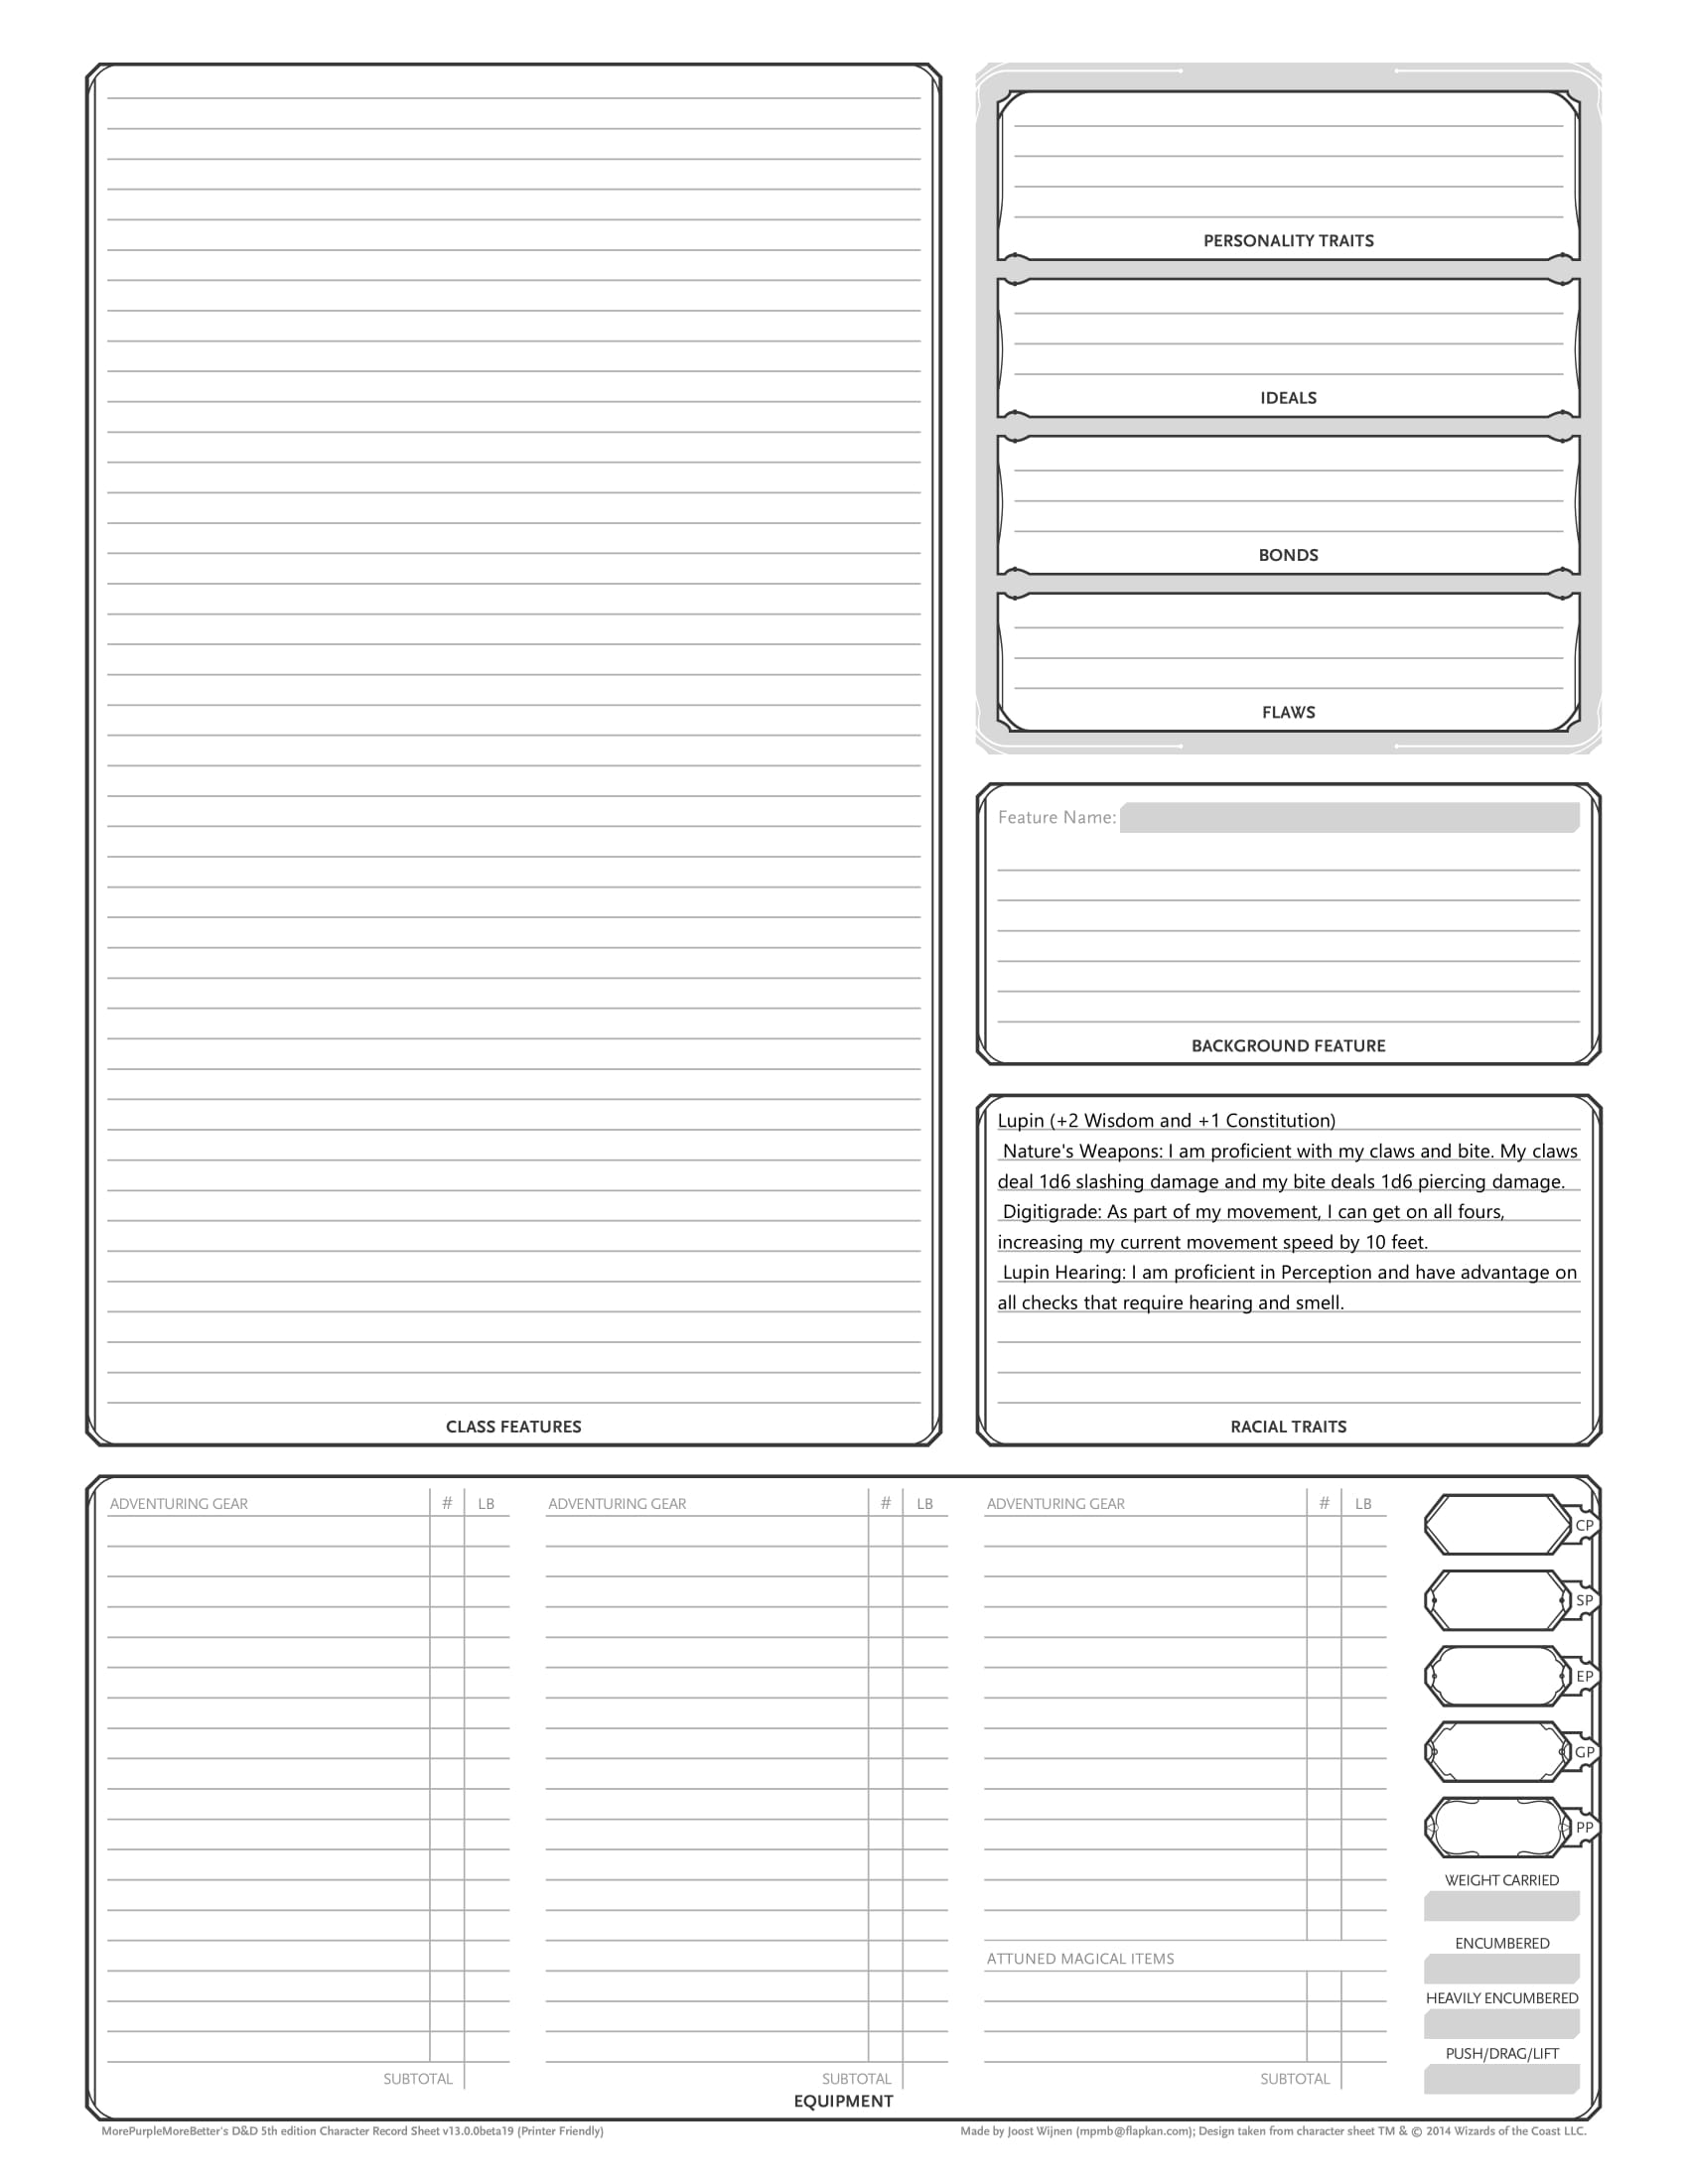 CLASS FEATURES
PERSONALITY TRAITS
IDEALS
BONDS
FLAWS
Feature Name:
BACKGROUND FEATURE
Lupin (+2 Wisdom and +1 Constitution)
Nature's Weapons: I am proficient with my claws and bite. My claws
deal 1d6 slashing damage and my bite deals 1d6 piercing damage.
Digitigrade: As part of my movement, I can get on all fours,
increasing my current movement speed by 10 feet.
Lupin Hearing: I am proficient in Perception and have advantage on
all checks that require hearing and smell.
RACIAL TRAITS
ADVENTURING GEAR # LB ADVENTURING GEAR # LB ADVENTURING GEAR # LB
CP
SP
EP
GP
PP
WEIGHT CARRIED
ENCUMBERED
ATTUNED MAGICAL ITEMS
HEAVILY ENCUMBERED
PUSH/DRAG/LIFT
SUBTOTAL SUBTOTAL SUBTOTAL
EQUIPMENT
MorePurpleMoreBetter's D&D 5th edition Character Record Sheet v13.0.0beta19 (Printer Friendly)
Made by Joost Wijnen (mpmb@flapkan.com); Design taken from character sheet TM & © 2014 Wizards of the Coast LLC.